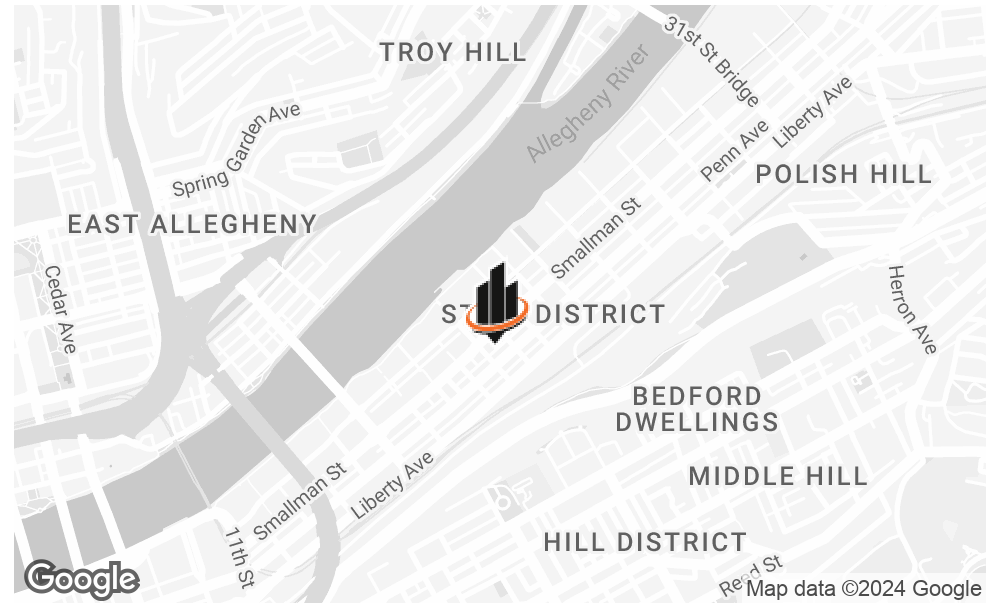 31st St Bridge
TROY HILL
Allegheny River
Liberty Ave
Spring Garden Ave
Penn Ave
POLISH HILL
EAST ALLEGHENY
Smallman St
Cedar Ave
Herron Ave
DISTRICT
BEDFORD
DWELLINGS
MIDDLE HILL
Liberty Ave
Smallman St
11th St
HILL DISTRICT
Reed St
Google
Map data ©2024 Google